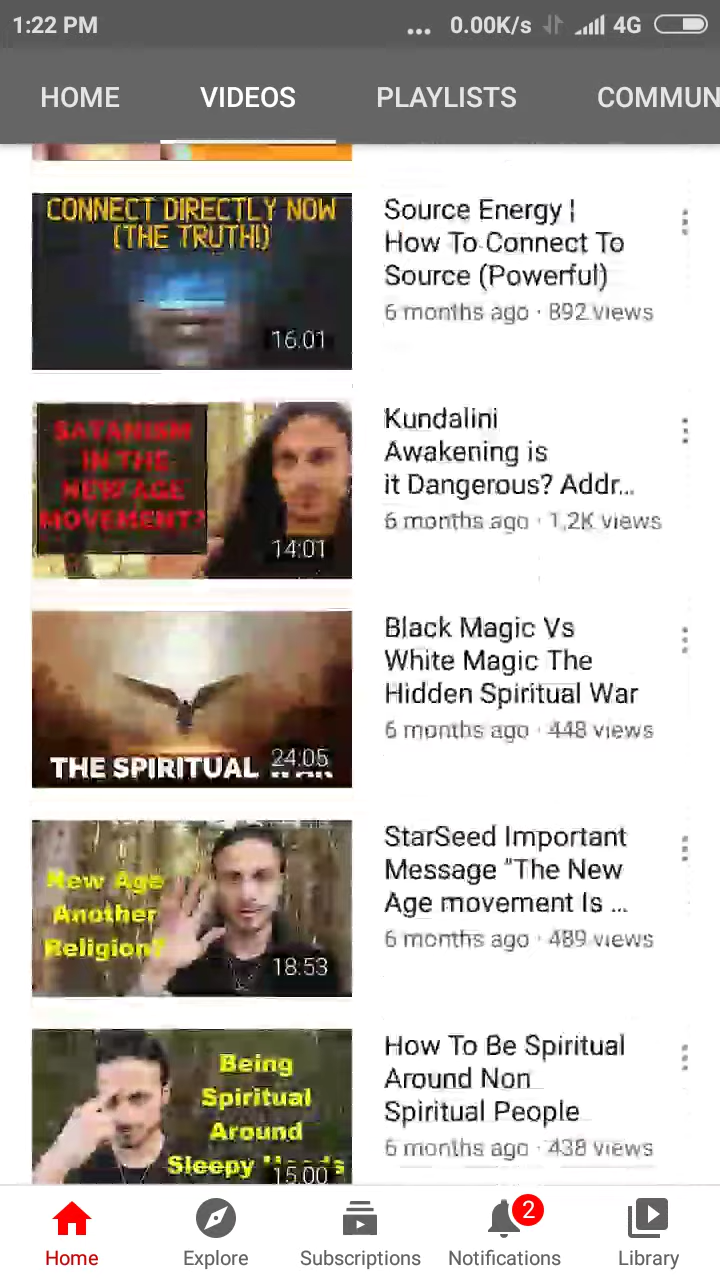 1:22 PM
... 0.00K/s 4G
HOME
VIDEOS
PLAYLISTS
COMMUN
CONNECT DIRECTLY NOW
(THE TRUTH!)
16:01
Source Energy |
How To Connect To
Source (Powerful)
6 months ago · 892 views
SATANISM
IN THE
NEW AGE
MOVEMENT?
14:01
Kundalini
Awakening is
it Dangerous? Addr...
6 months ago · 1,2K views
THE SPIRITUAL
24:05
Black Magic Vs
White Magic The
Hidden Spiritual War
6 months ago · 448 views
New Age
Another
Religion?
18:53
StarSeed Important
Message "The New
Age movement Is ...
6 months ago · 489 views
Being
Spiritual
Around
Sleepy
15:00
How To Be Spiritual
Around Non
Spiritual People
6 months ago · 438 views
2
Home
Explore
Subscriptions
Notifications
Library